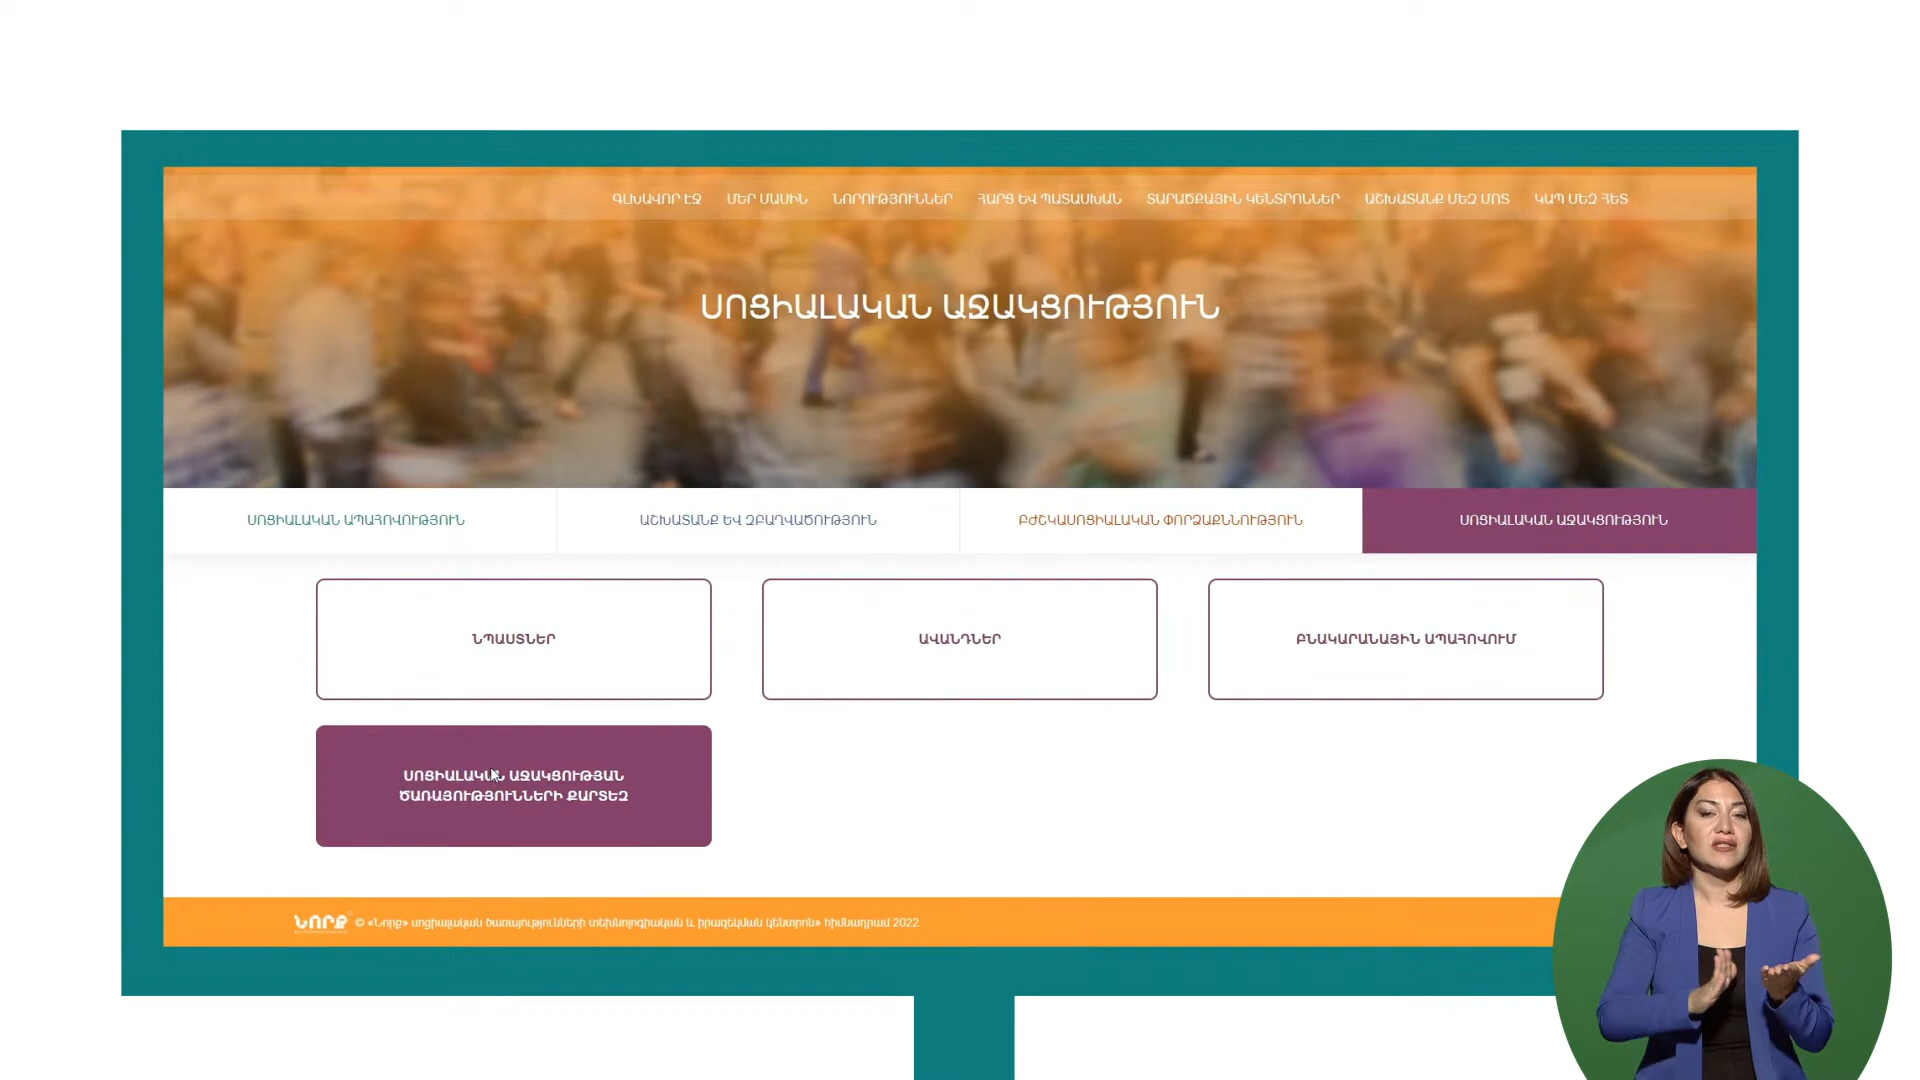 ԳԼԽԱՎՈՐ ԷՋ ՄԵՐ ՄԱՍԻՆ ՆՈՐՈՒԹՅՈՒՆՆԵՐ ՀԱՐՑ ԵՎ ՊԱՏԱՍԽԱՆ ՏԱՐԱԾՔԱՅԻՆ ԿԵՆՏՐՈՆՆԵՐ ԱՇԽԱՏԱՆՔ ՄԵԶ ՄՈՏ ԿԱՊ ՄԵԶ ՀԵՏ
ՍՈՑԻԱԼԱԿԱՆ ԱՋԱԿՑՈՒԹՅՈՒՆ
ՍՈՑԻԱԼԱԿԱՆ ԱՊԱՀՈՎՈՒԹՅՈՒՆ ԱՇԽԱՏԱՆՔ ԵՎ ԶԲԱՂՎԱԾՈՒԹՅՈՒՆ ԲԺՇԿԱՍՈՑԻԱԼԱԿԱՆ ՓՈՐՁԱՔՆՆՈՒԹՅՈՒՆ ՍՈՑԻԱԼԱԿԱՆ ԱՋԱԿՑՈՒԹՅՈՒՆ
ՆՊԱՍՏՆԵՐ ԱՎԱՆԴՆԵՐ ԲՆԱԿԱՐԱՆԱՅԻՆ ԱՊԱՀՈՎՈՒՄ
ՍՈՑԻԱԼԱԿԱՆ ԱՋԱԿՑՈՒԹՅԱՆ
ԾԱՌԱՅՈՒԹՅՈՒՆՆԵՐԻ ՔԱՐՏԵԶ
ՆՈՐՔ © «Նորք» սոցիալական ծառայությունների տեխնոլոգիական և իրազեկման կենտրոն» հիմնադրամ 2022